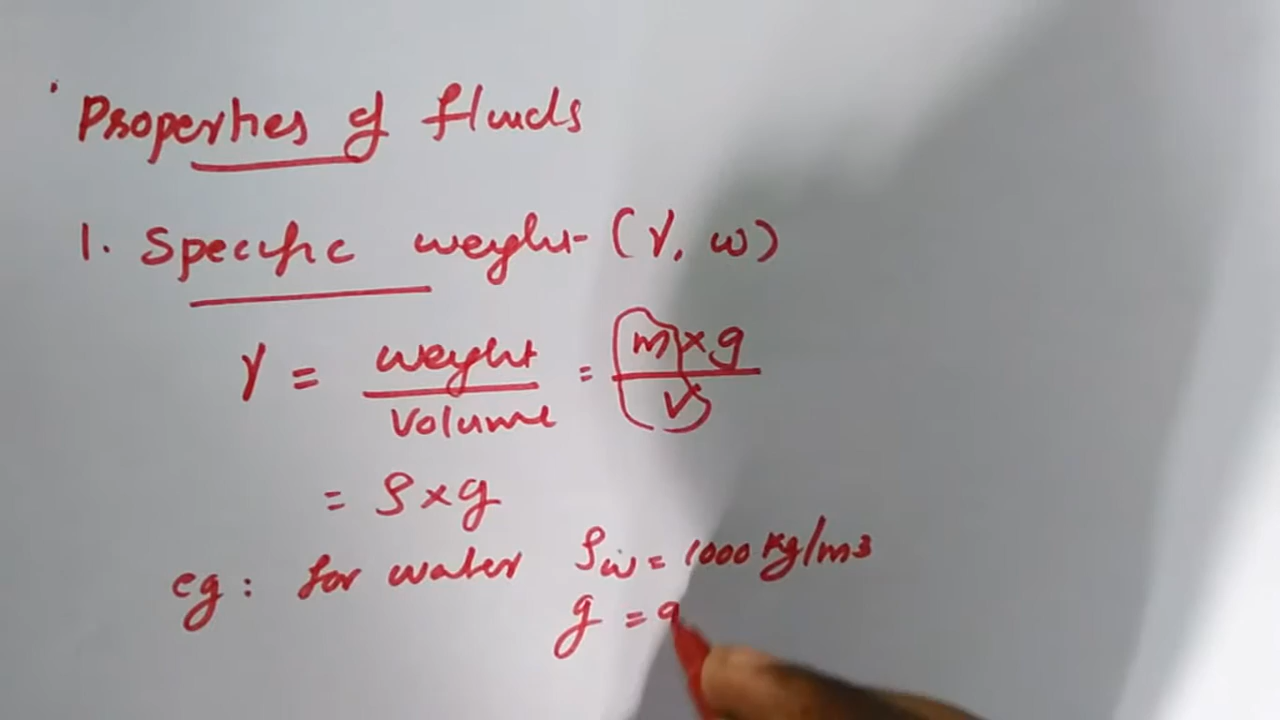 Properties of fluids
1. Specific weight (γ, w)
γ = weight / Volume = m×g / V
= ρ×g
eg: for water ρw = 1000 kg/m3
g = 9